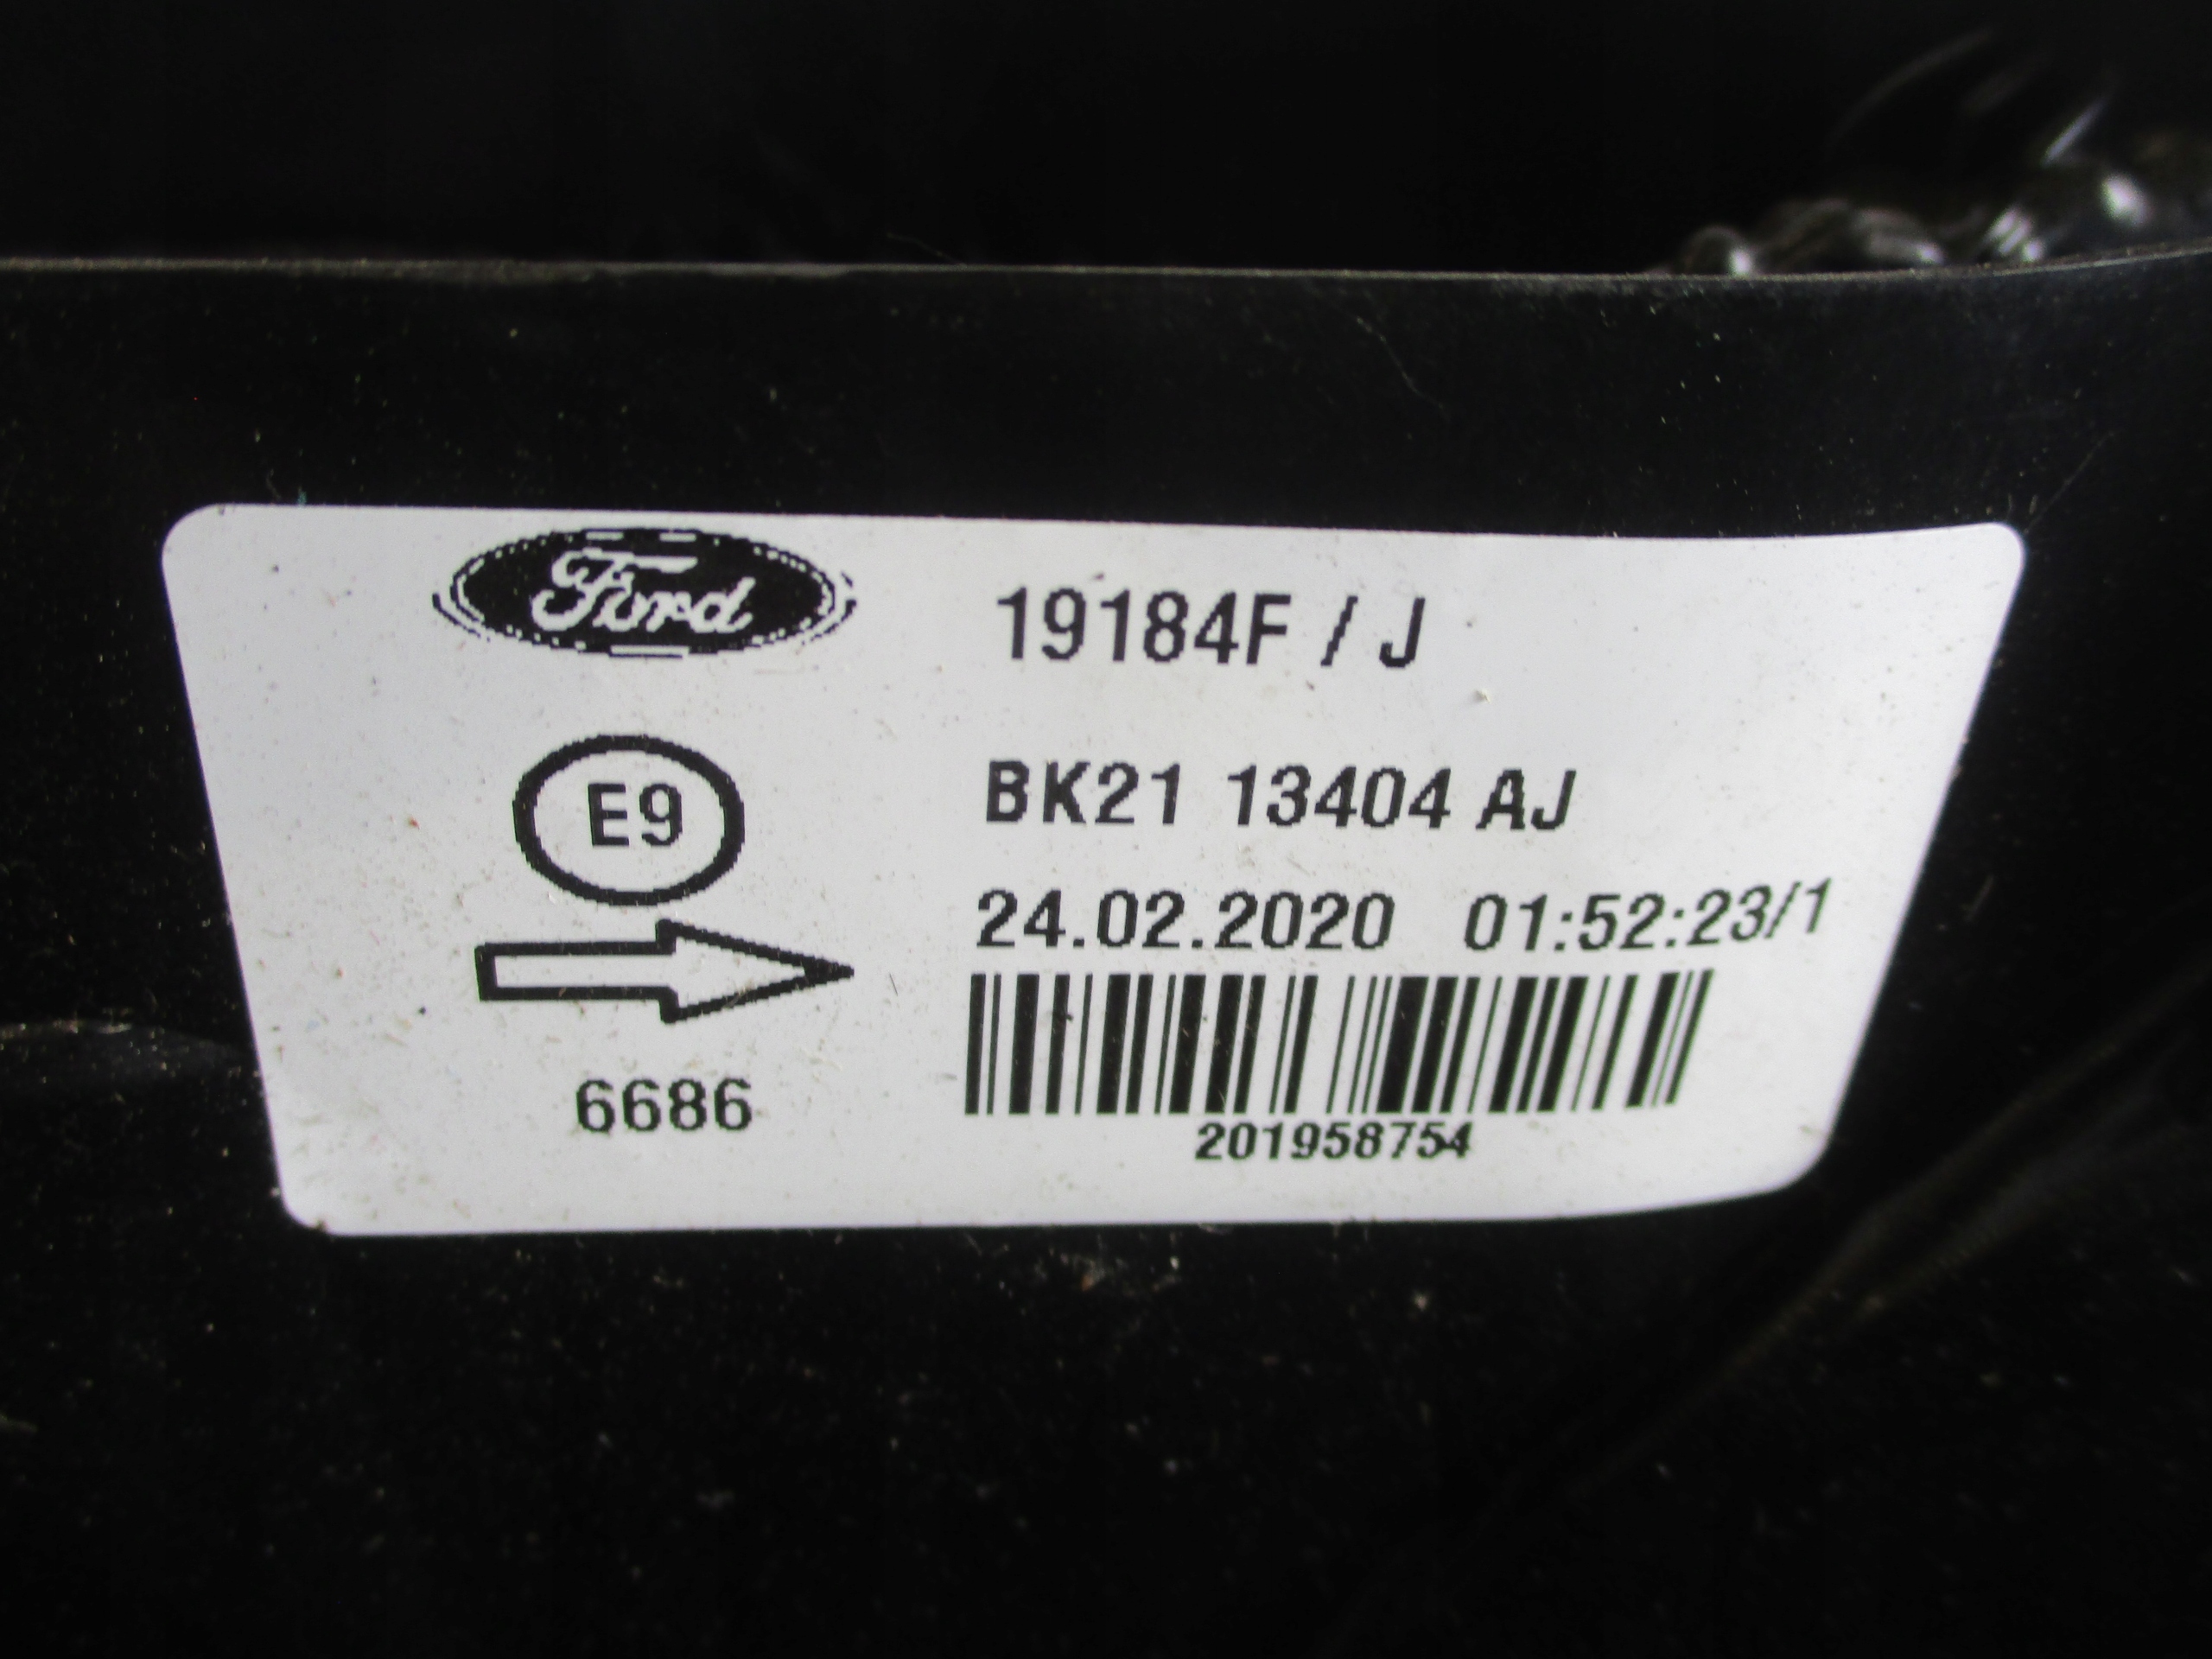 Ford
19184F / J
E9
BK21 13404 AJ
24.02.2020 01:52:23/1
6686
201958754